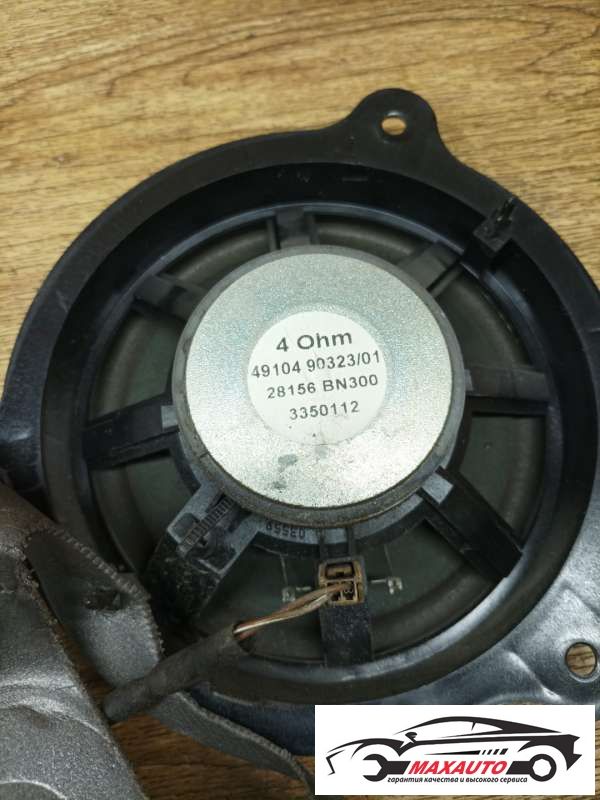 4 Ohm
49104 90323/01
28156 BN300
3350112
MAXAUTO
гарантия качества и высокого сервиса